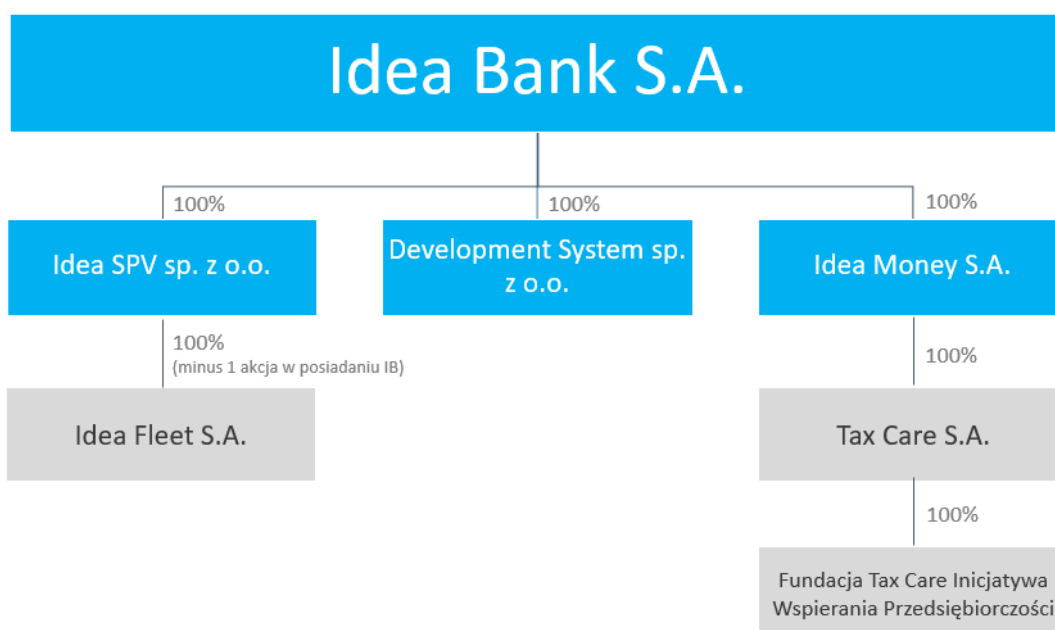 Idea Bank S.A.
100%
100%
100%
Idea SPV sp. z o.o.
Development System sp.
z o.o.
Idea Money S.A.
100%
(minus 1 akcja w posiadaniu IB)
100%
Idea Fleet S.A.
Tax Care S.A.
100%
Fundacja Tax Care Inicjatywa
Wspierania Przedsiębiorczości